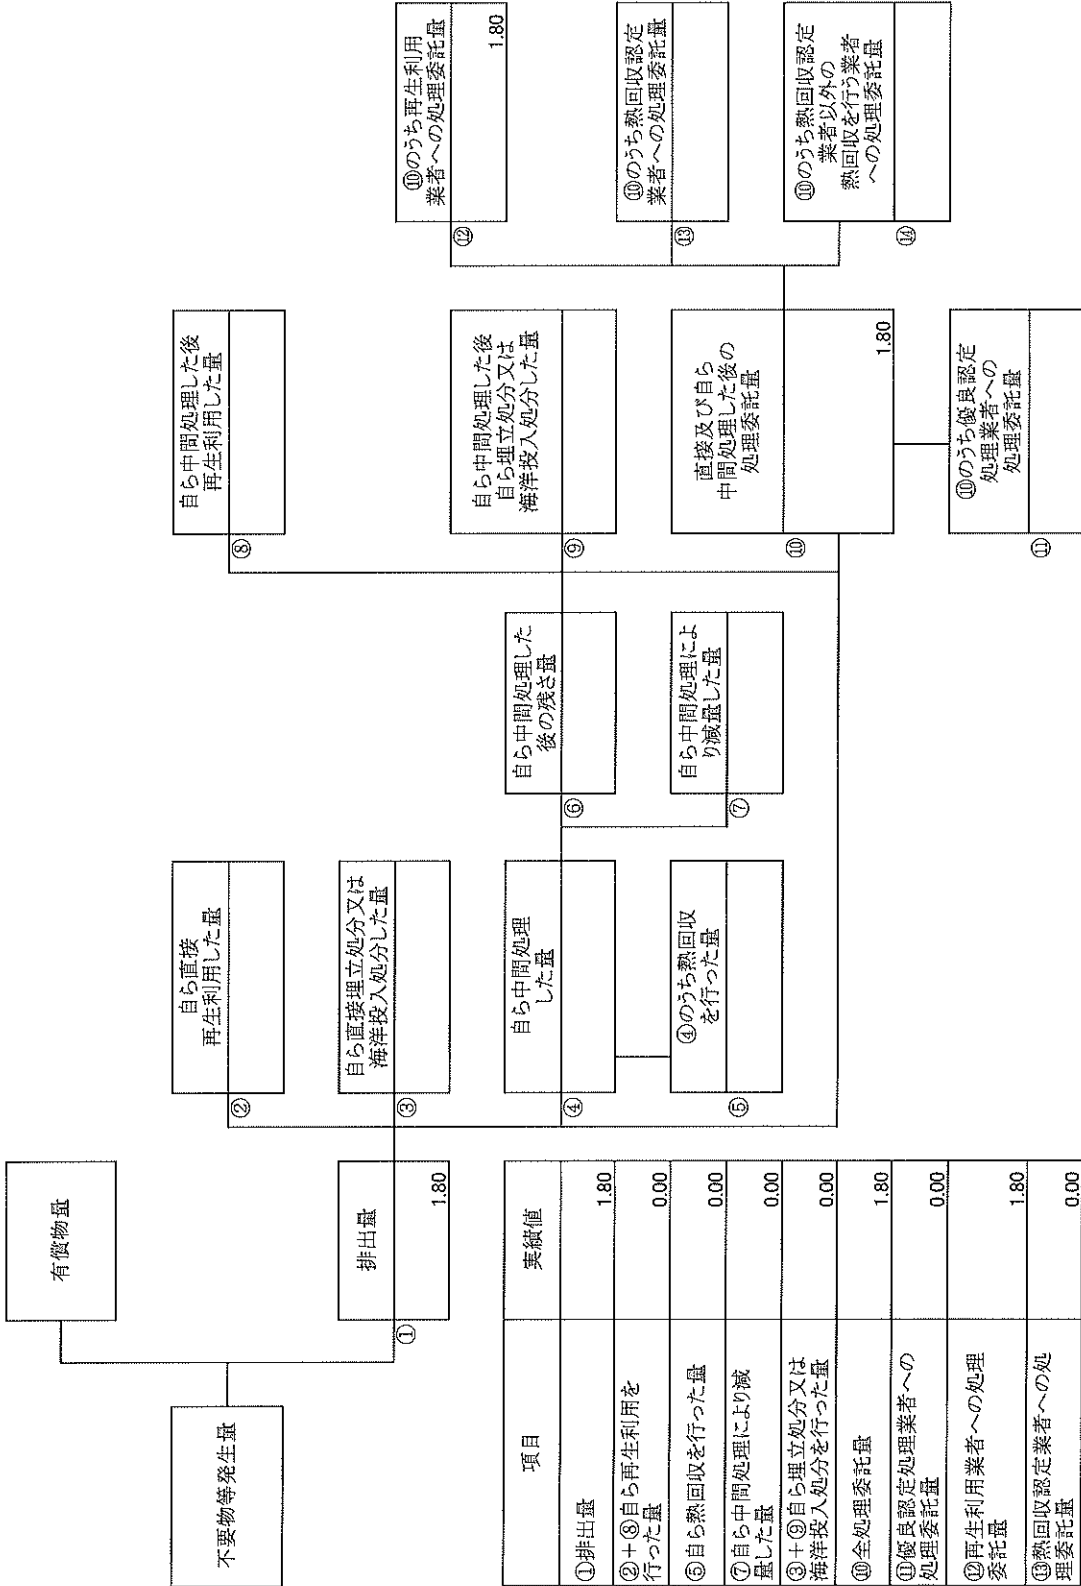 不要物等発生量
有償物量
排出量
①
1.80
②
自ら直接
再生利用した量
③
自ら直接埋立処分又は
海洋投入処分した量
④
自ら中間処理
した量
⑤
④のうち熱回収
を行った量
⑥
自ら中間処理した
後の残さ量
⑦
自ら中間処理によ
り減量した量
⑧
自ら中間処理した後
再生利用した量
⑨
自ら中間処理した後
自ら埋立処分又は
海洋投入処分した量
⑩
直接及び自ら
中間処理した後の
処理委託量
1.80
⑪
⑩のうち優良認定
処理業者への
処理委託量
⑫
⑩のうち再生利用
業者への処理委託量
1.80
⑬
⑩のうち熱回収認定
業者への処理委託量
⑭
⑩のうち熱回収認定
業者以外の
熱回収を行う業者
への処理委託量
項目 実績値
①排出量 1.80
②+⑧自ら再生利用を
行った量 0.00
⑤自ら熱回収を行った量 0.00
⑦自ら中間処理により減
量した量 0.00
③+⑨自ら埋立処分又は
海洋投入処分を行った量 0.00
⑩全処理委託量 1.80
⑪優良認定処理業者への
処理委託量 0.00
⑫再生利用業者への処理
委託量 1.80
⑬熱回収認定業者への処
理委託量 0.00